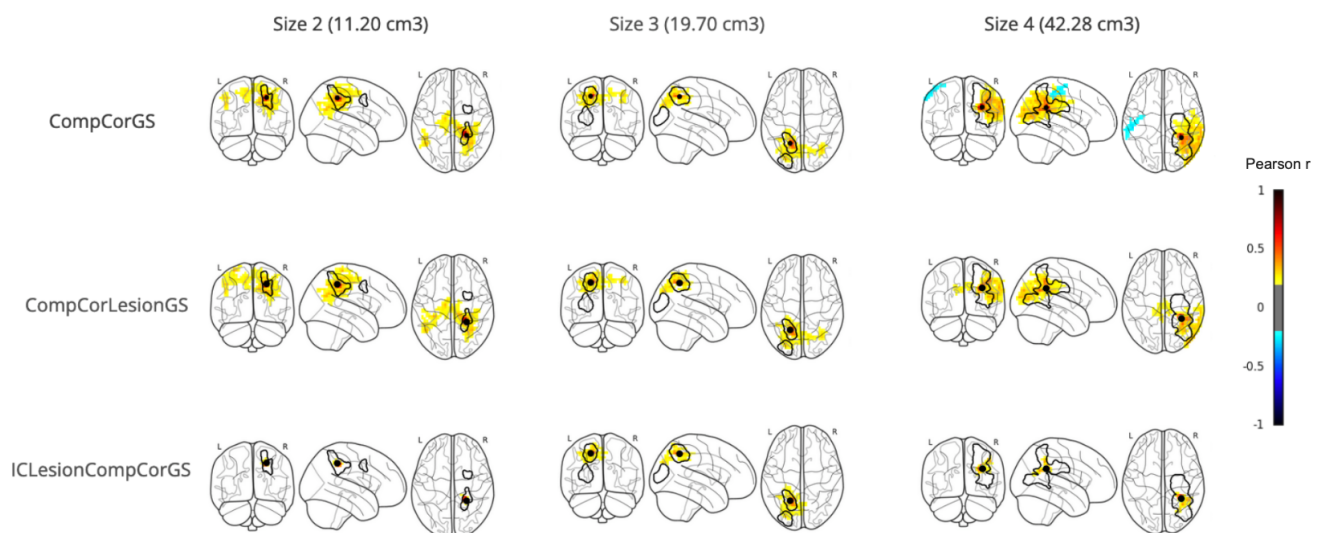 Size 2 (11.20 cm3) Size 3 (19.70 cm3) Size 4 (42.28 cm3)
CompCorGS
L R L R L R L R L R L R
Pearson r
1
0.5
0
-0.5
-1
CompCorLesionGS
L R L R L R L R L R L R
ICLesionCompCorGS
L R L R L R L R L R L R